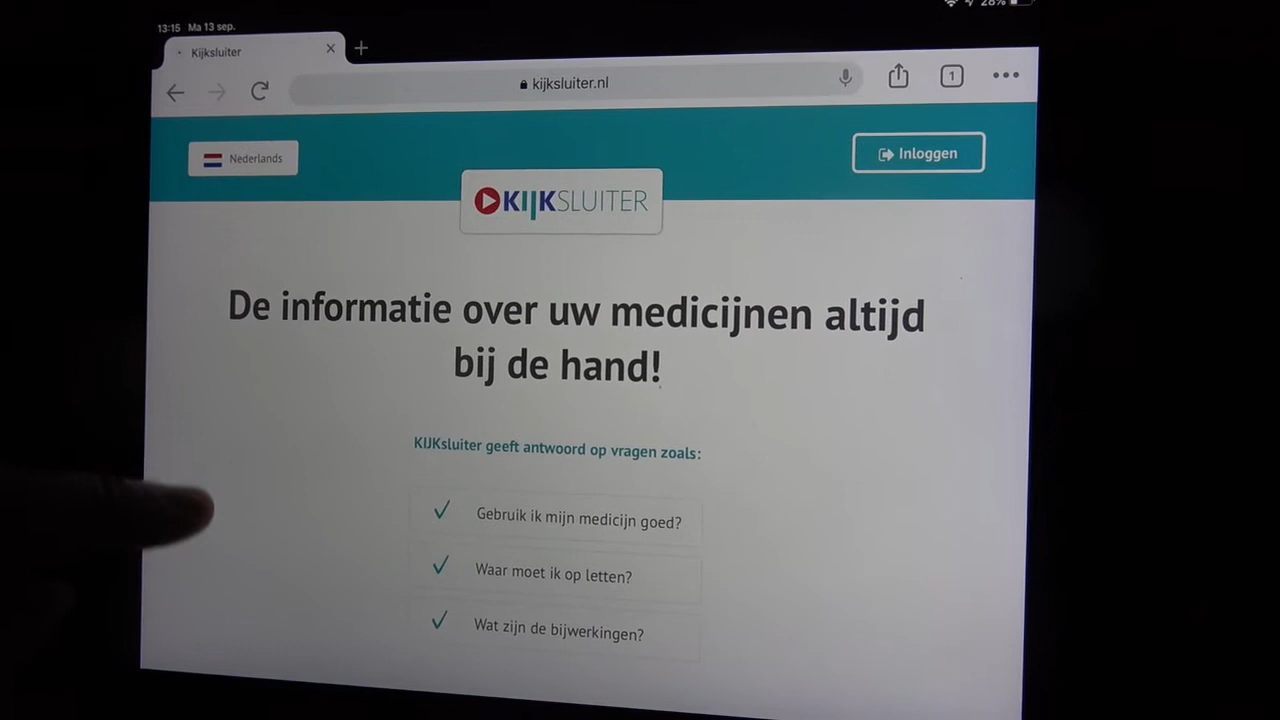 13:15 Ma 13 sep.
28%
Kijksluiter
kijksluiter.nl
1
Nederlands
Inloggen
KIJKSLUITER
De informatie over uw medicijnen altijd
bij de hand!
KIJKsluiter geeft antwoord op vragen zoals:
Gebruik ik mijn medicijn goed?
Waar moet ik op letten?
Wat zijn de bijwerkingen?